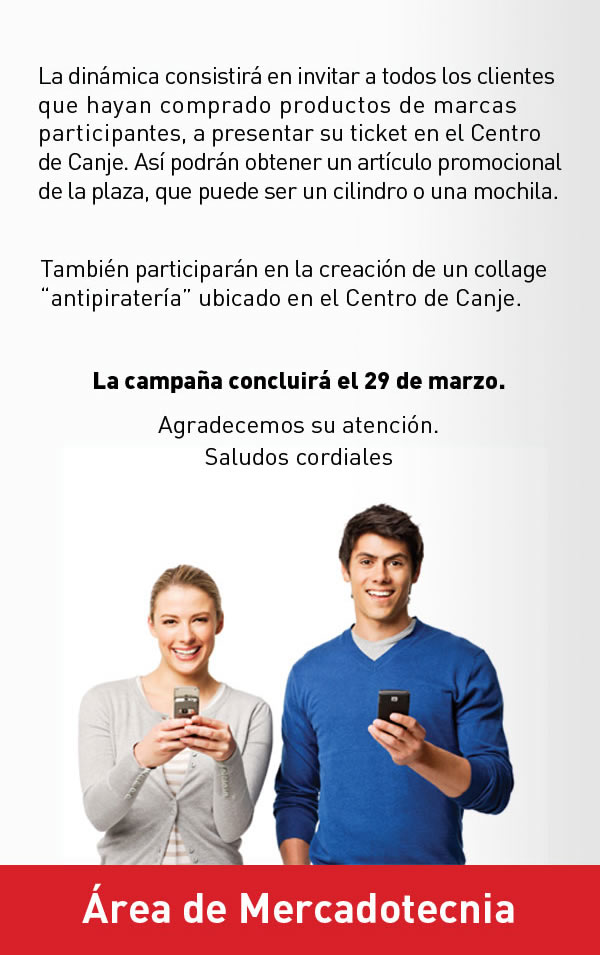 La dinámica consistirá en invitar a todos los clientes
que hayan comprado productos de marcas
participantes, a presentar su ticket en el Centro
de Canje. Así podrán obtener un artículo promocional
de la plaza, que puede ser un cilindro o una mochila.
También participarán en la creación de un collage
“antipiratería” ubicado en el Centro de Canje.
La campaña concluirá el 29 de marzo.
Agradecemos su atención.
Saludos cordiales
Área de Mercadotecnia